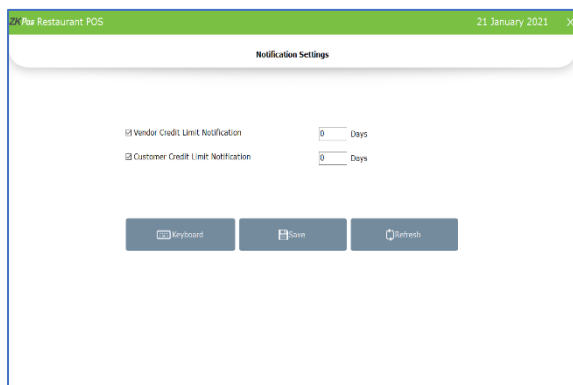 ZKPos Restaurant POS 21 January 2021 X
Notification Settings
Vendor Credit Limit Notification 0 Days
Customer Credit Limit Notification 0 Days
Keyboard Save Refresh